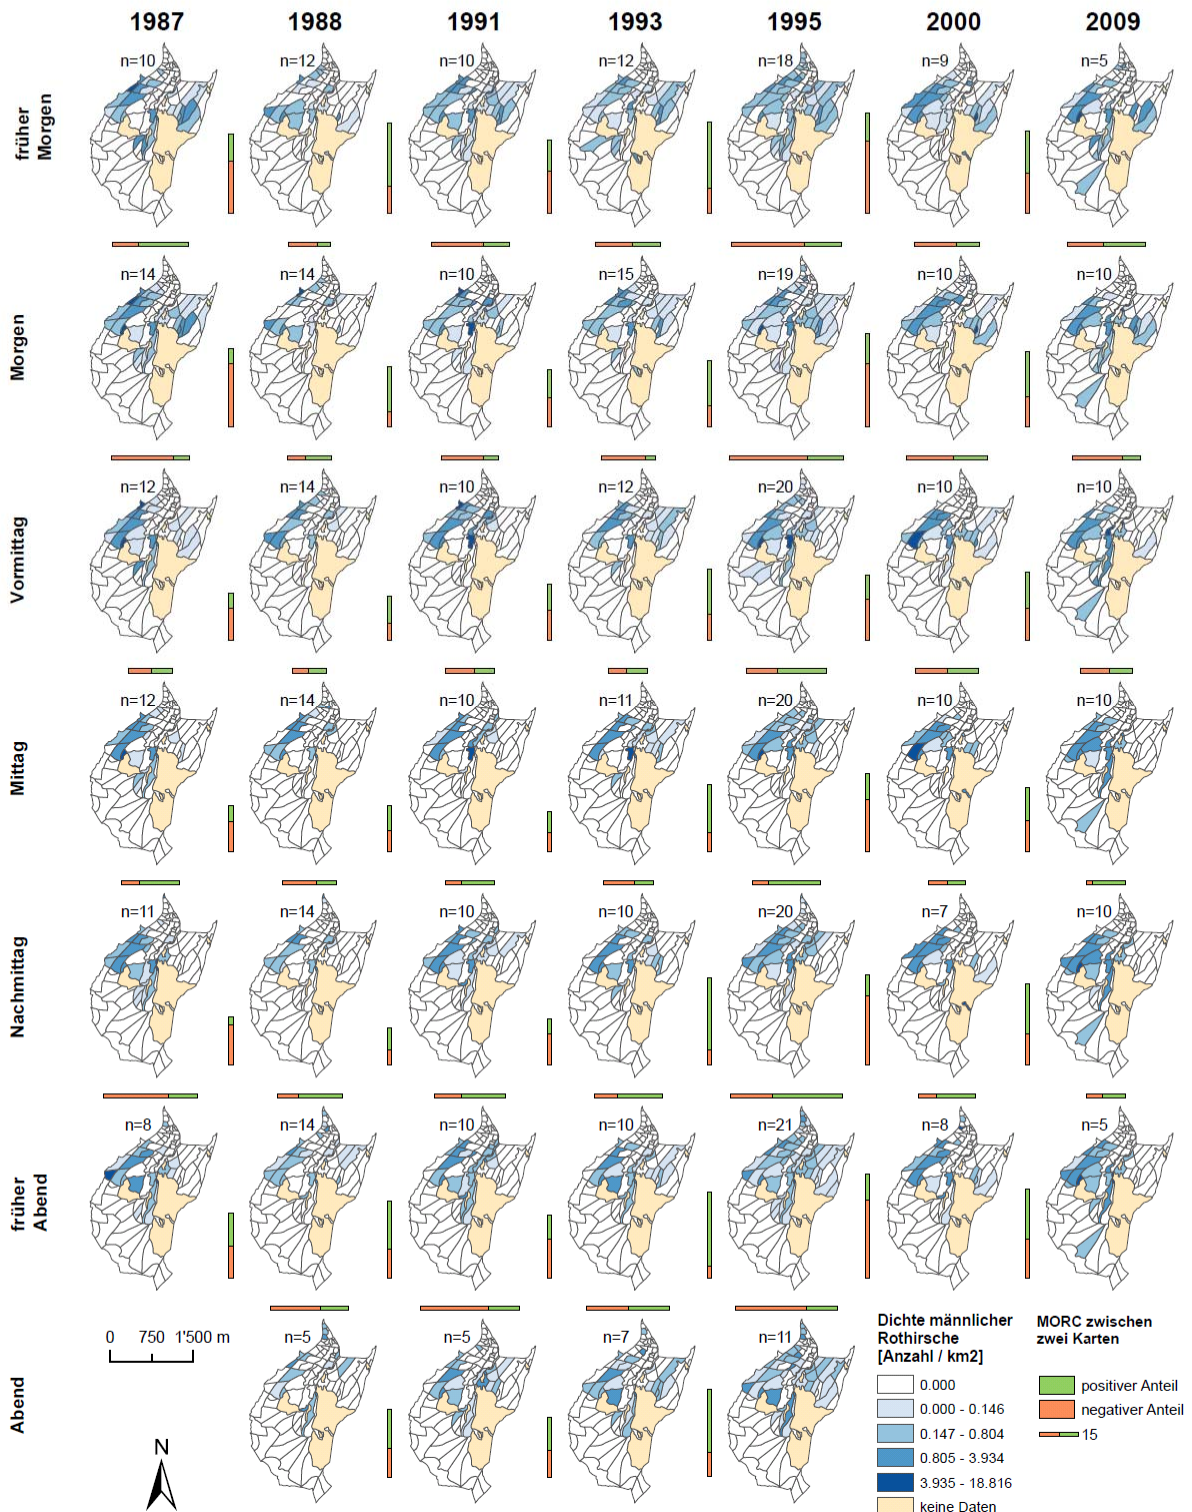 1987 1988 1991 1993 1995 2000 2009
früher
Morgen
n=10 n=12 n=10 n=12 n=18 n=9 n=5
Morgen
n=14 n=14 n=10 n=15 n=19 n=10 n=10
Vormittag
n=12 n=14 n=10 n=12 n=20 n=10 n=10
Mittag
n=12 n=14 n=10 n=11 n=20 n=10 n=10
Nachmittag
n=11 n=14 n=10 n=10 n=20 n=7 n=10
früher
Abend
n=8 n=14 n=10 n=10 n=21 n=8 n=5
Abend
n=5 n=5 n=7 n=11
0 750 1'500 m
N
Dichte männlicher
Rothirsche
[Anzahl / km2]
0.000
0.000 - 0.146
0.147 - 0.804
0.805 - 3.934
3.935 - 18.816
keine Daten
MORC zwischen
zwei Karten
positiver Anteil
negativer Anteil
15